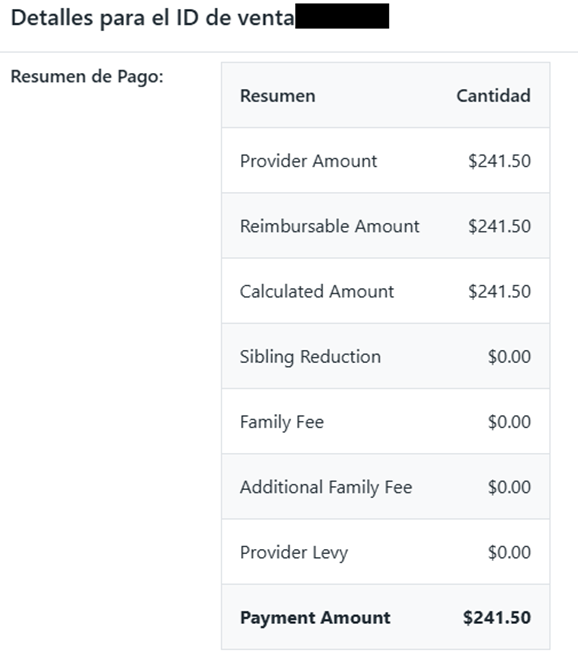 Detalles para el ID de venta
Resumen de Pago:
Resumen Cantidad
Provider Amount $241.50
Reimbursable Amount $241.50
Calculated Amount $241.50
Sibling Reduction $0.00
Family Fee $0.00
Additional Family Fee $0.00
Provider Levy $0.00
Payment Amount $241.50